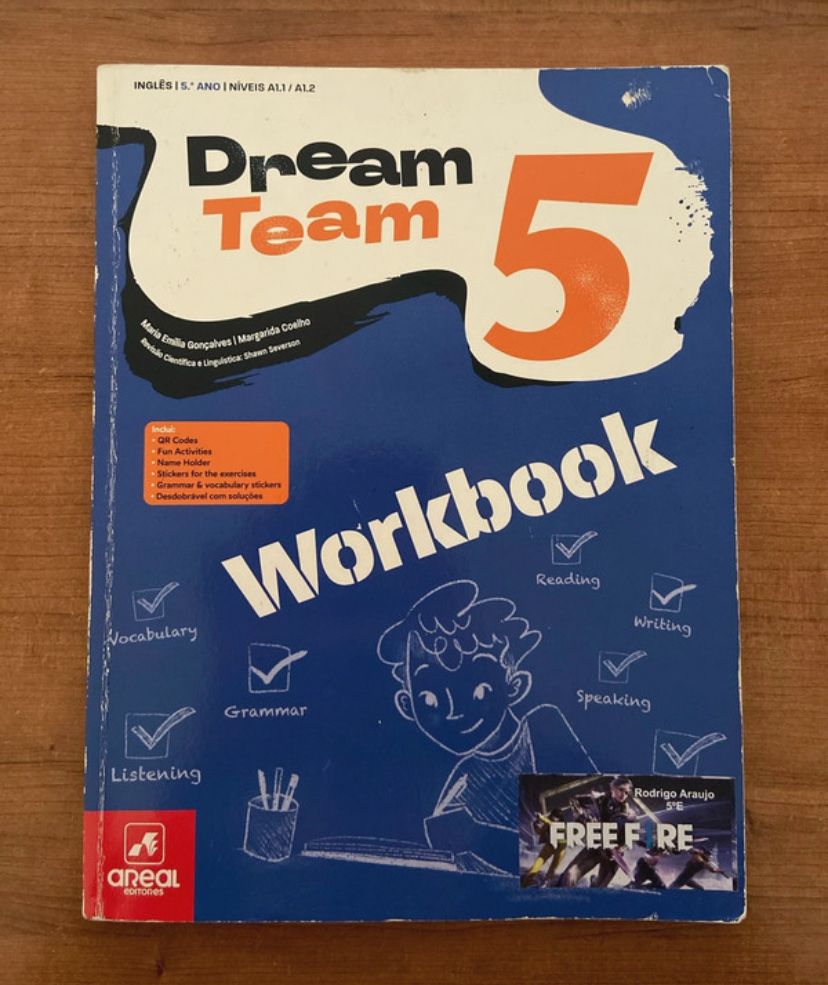 INGLÊS | 5.º ANO | NÍVEIS A1.1 / A1.2
Dream
Team
5
Maria Emília Gonçalves | Margarida Coelho
Revisão Científica e Linguística: Shawn Severson
Inclui:
• QR Codes
• Fun Activities
• Name Holder
• Stickers for the exercises
• Grammar & vocabulary stickers
• Desdobrável com soluções
Workbook
Reading
Vocabulary
Writing
Grammar
Speaking
Listening
Rodrigo Araujo
5ºE
FREE FIRE
AREAL
EDITORES